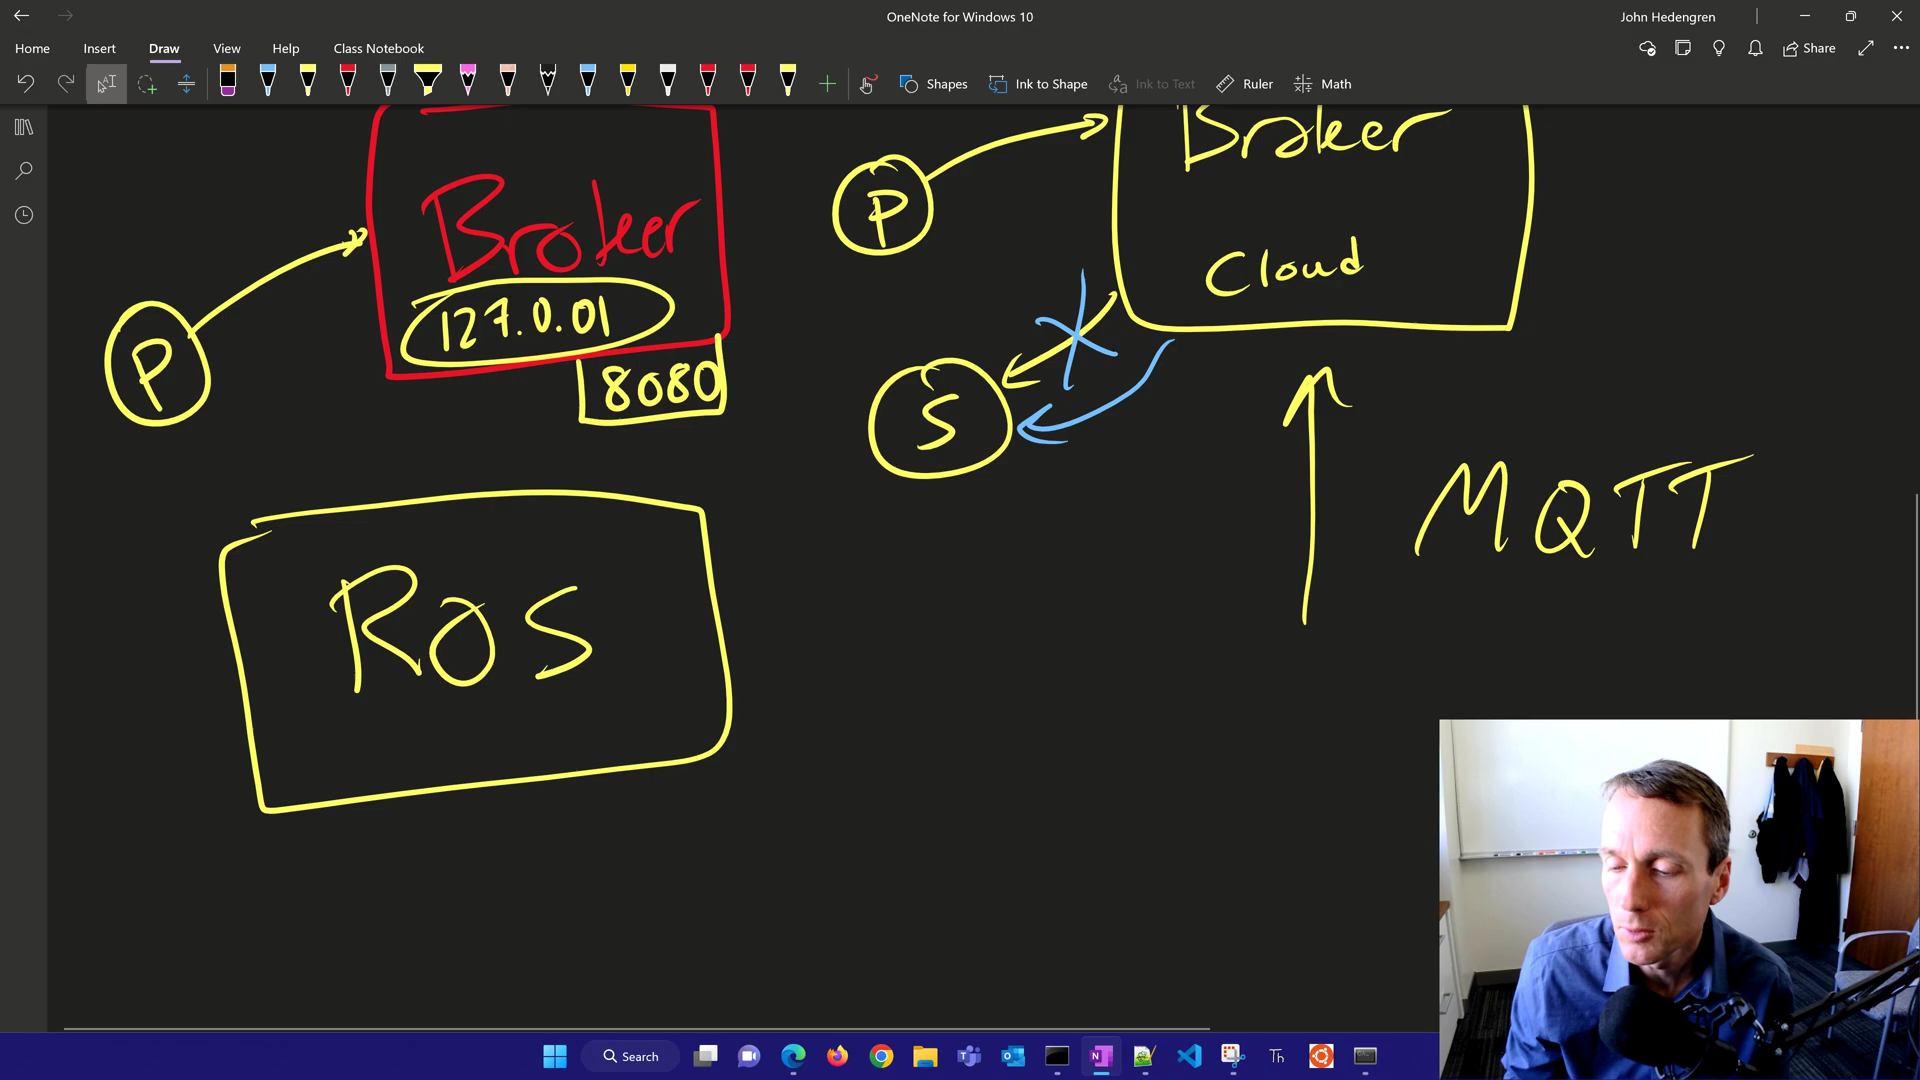 OneNote for Windows 10
John Hedengren
Home Insert Draw View Help Class Notebook
Share
Shapes Ink to Shape Ink to Text Ruler Math
Broker
P
Cloud
Broker
127.0.01
P
8080
S
MQTT
ROS
Search
Th